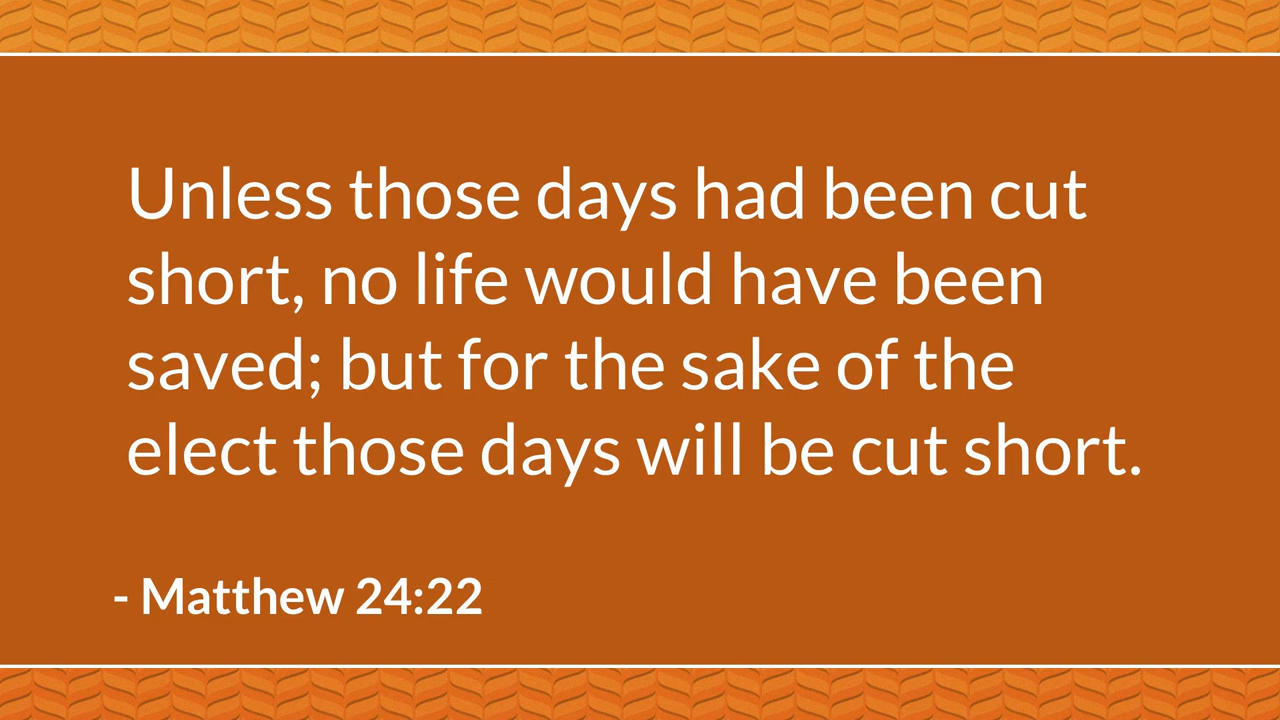 Unless those days had been cut
short, no life would have been
saved; but for the sake of the
elect those days will be cut short.
- Matthew 24:22